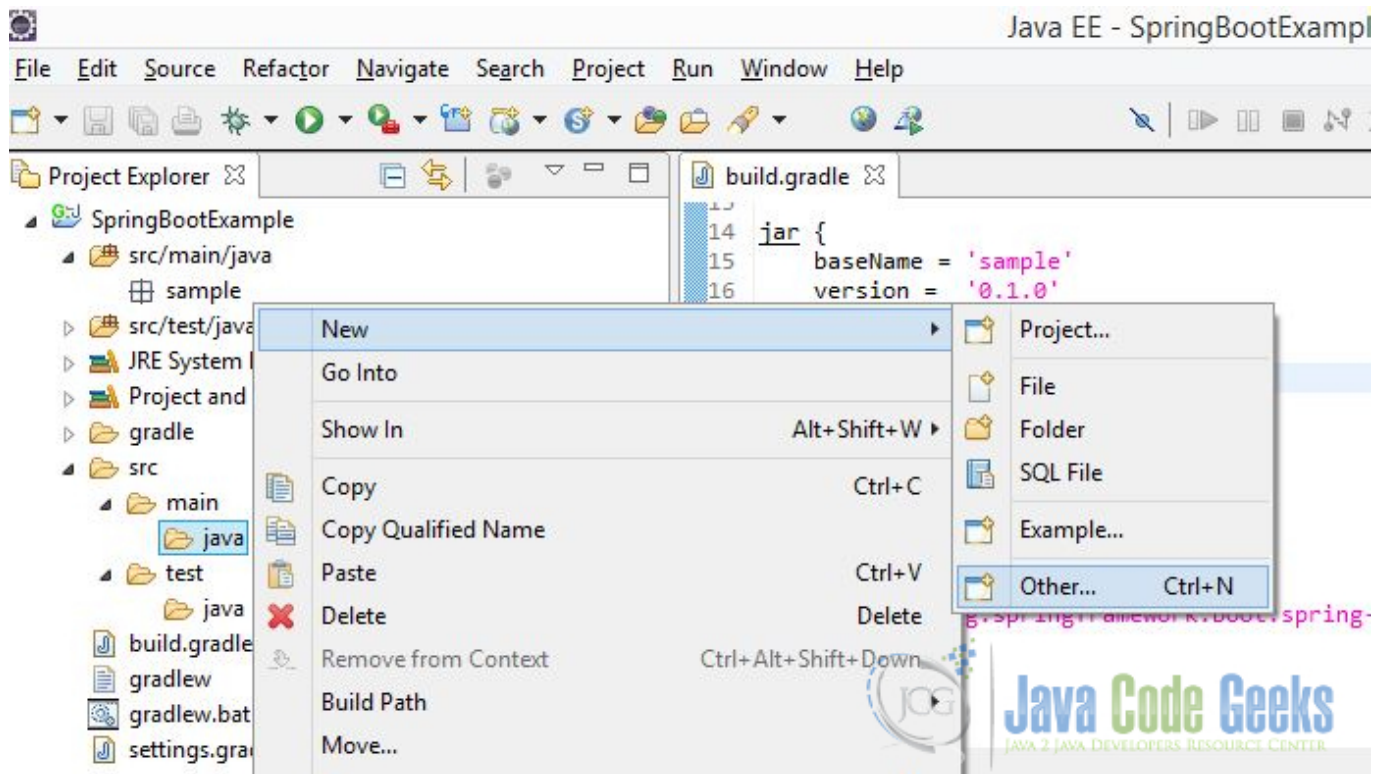 Java EE - SpringBootExampl
File Edit Source Refactor Navigate Search Project Run Window Help
Project Explorer
build.gradle
SpringBootExample
src/main/java
sample
src/test/java
JRE System
Project and
gradle
src
main
java
test
java
build.gradle
gradlew
gradlew.bat
settings.gra
14 jar {
15 baseName = 'sample'
16 version = '0.1.0'
New
Go Into
Show In Alt+Shift+W
Copy Ctrl+C
Copy Qualified Name
Paste Ctrl+V
Delete Delete
Remove from Context Ctrl+Alt+Shift+Down
Build Path
Move...
Project...
File
Folder
SQL File
Example...
Other... Ctrl+N
g.springframework.boot:spring-
JCG
Java Code Geeks
JAVA 2 JAVA DEVELOPERS RESOURCE CENTER